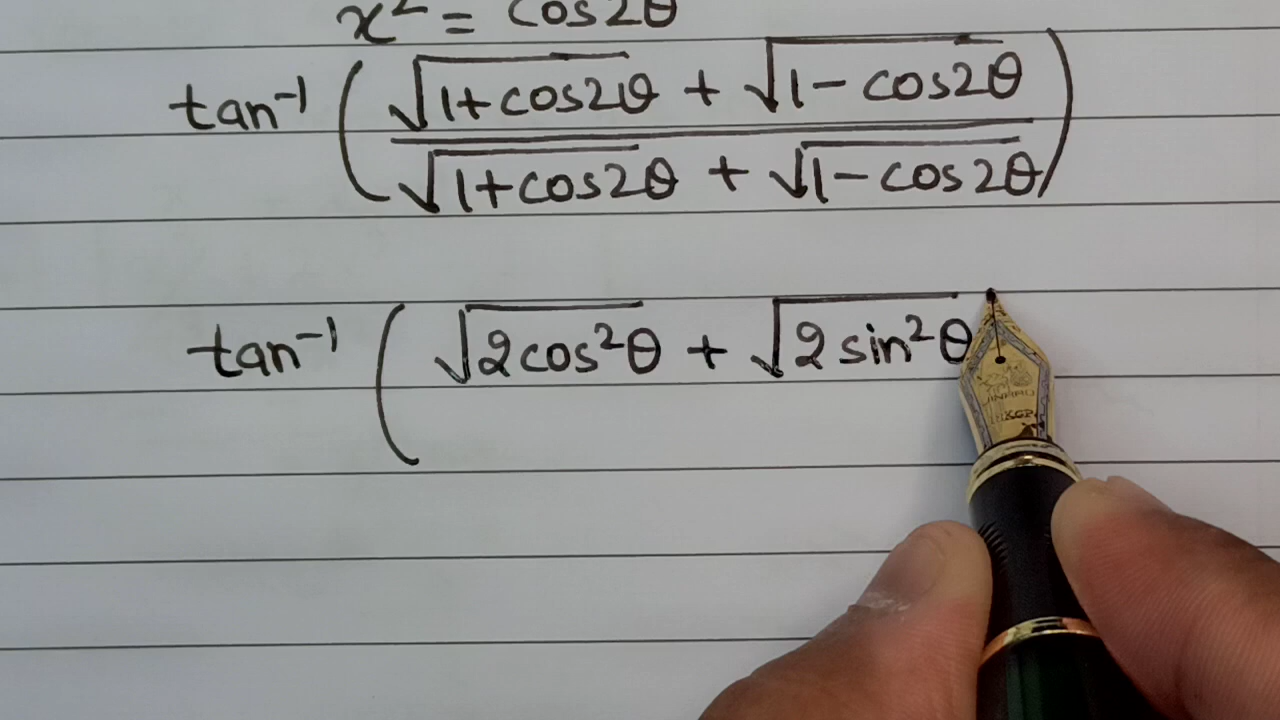 x² = cos2θ
tan⁻¹ ( √1+cos2θ + √1-cos2θ / √1+cos2θ + √1-cos2θ )
tan⁻¹ ( √2cos²θ + √2sin²θ